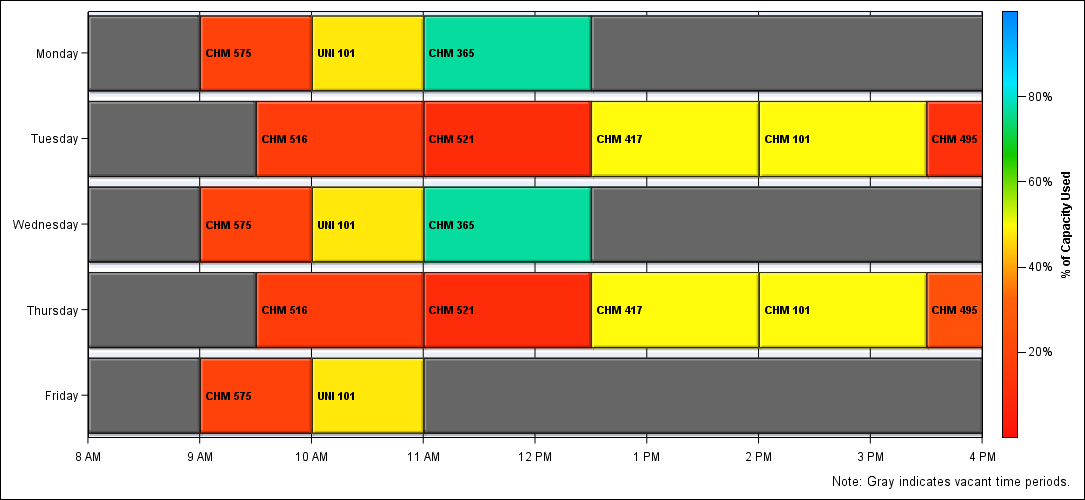 Monday
CHM 575
UNI 101
CHM 365
Tuesday
CHM 516
CHM 521
CHM 417
CHM 101
CHM 495
Wednesday
CHM 575
UNI 101
CHM 365
Thursday
CHM 516
CHM 521
CHM 417
CHM 101
CHM 495
Friday
CHM 575
UNI 101
8 AM
9 AM
10 AM
11 AM
12 PM
1 PM
2 PM
3 PM
4 PM
80%
60%
40%
20%
% of Capacity Used
Note: Gray indicates vacant time periods.